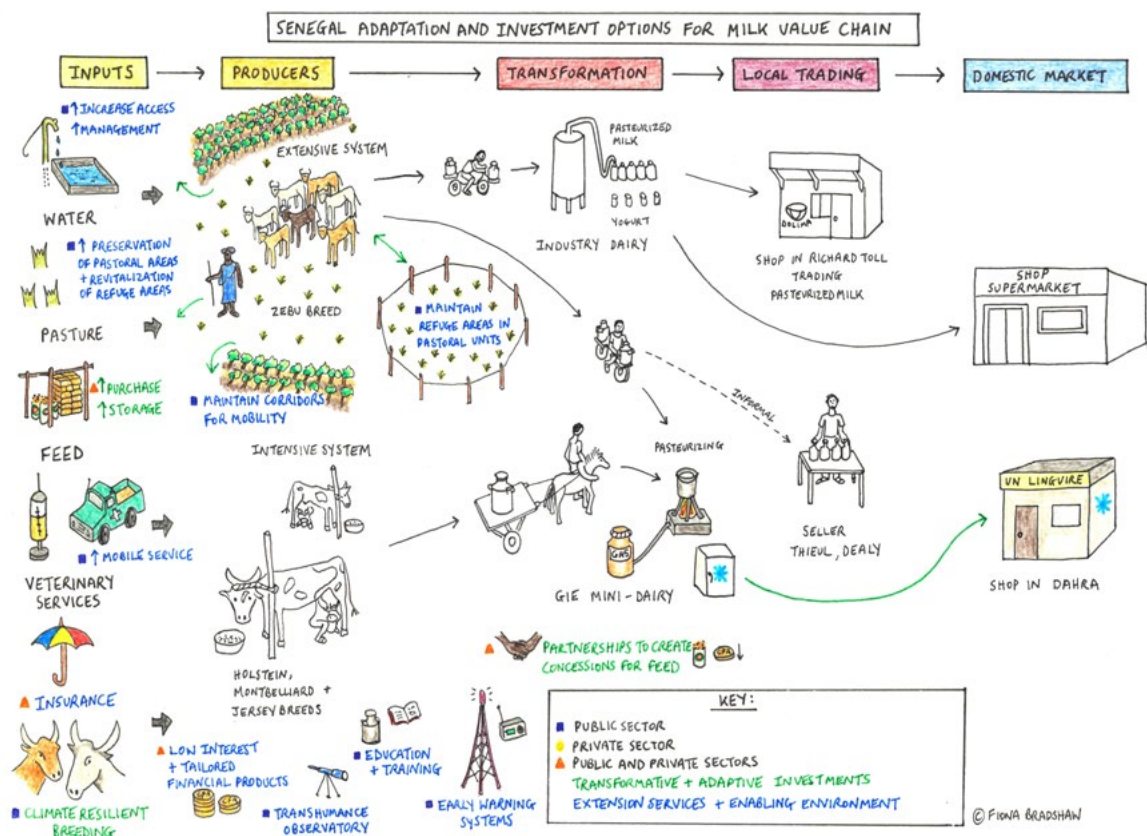 SENEGAL ADAPTATION AND INVESTMENT OPTIONS FOR MILK VALUE CHAIN
INPUTS
PRODUCERS
TRANSFORMATION
LOCAL TRADING
DOMESTIC MARKET
↑ INCREASE ACCESS
↑ MANAGEMENT
WATER
↑ PRESERVATION
OF PASTORAL AREAS
+ REVITALIZATION
OF REFUGE AREAS
PASTURE
↑ PURCHASE
↑ STORAGE
FEED
↑ MOBILE SERVICE
VETERINARY
SERVICES
INSURANCE
CLIMATE RESILIENT
BREEDING
EXTENSIVE SYSTEM
ZEBU BREED
MAINTAIN
REFUGE AREAS IN
PASTORAL UNITS
MAINTAIN CORRIDORS
FOR MOBILITY
INTENSIVE SYSTEM
HOLSTEIN,
MONTBELLIARD +
JERSEY BREEDS
LOW INTEREST
+ TAILORED
FINANCIAL PRODUCTS
TRANSHUMANCE
OBSERVATORY
EDUCATION
+ TRAINING
EARLY WARNING
SYSTEMS
PASTEURIZED
MILK
YOGURT
INDUSTRY DAIRY
PASTEURIZING
GAS
GIE MINI-DAIRY
PARTNERSHIPS TO CREATE
CONCESSIONS FOR FEED
DOLIMA
SHOP IN RICHARD TOLL
TRADING
PASTEURIZED MILK
INFORMAL
SELLER
THIEUL, DEALY
SHOP
SUPERMARKET
UN LINGUIRE
SHOP IN DAHRA
KEY:
PUBLIC SECTOR
PRIVATE SECTOR
PUBLIC AND PRIVATE SECTORS
TRANSFORMATIVE + ADAPTIVE INVESTMENTS
EXTENSION SERVICES + ENABLING ENVIRONMENT
© FIONA BRADSHAW